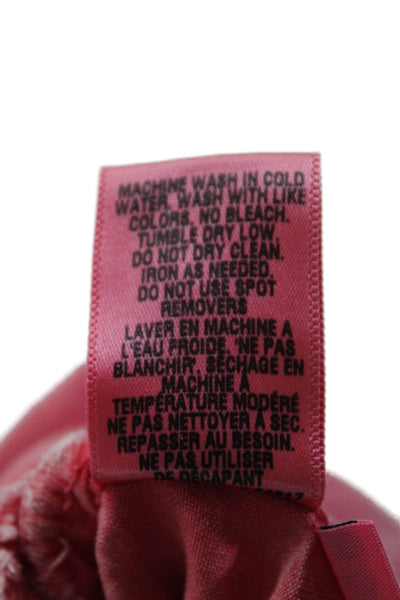 MACHINE WASH IN COLD
WATER, WASH WITH LIKE
COLORS, NO BLEACH.
TUMBLE DRY LOW.
DO NOT DRY CLEAN.
IRON AS NEEDED.
DO NOT USE SPOT
REMOVERS
LAVER EN MACHINE A
L'EAU FROIDE, 'NE PAS
BLANCHIR', SÈCHAGE EN
MACHINE À
TEMPÉRATURE MODÉRÉ
NE PAS NETTOYER A SEC.
REPASSER AU BESOIN.
NE PAS UTILISER
DE DÉCAPANT